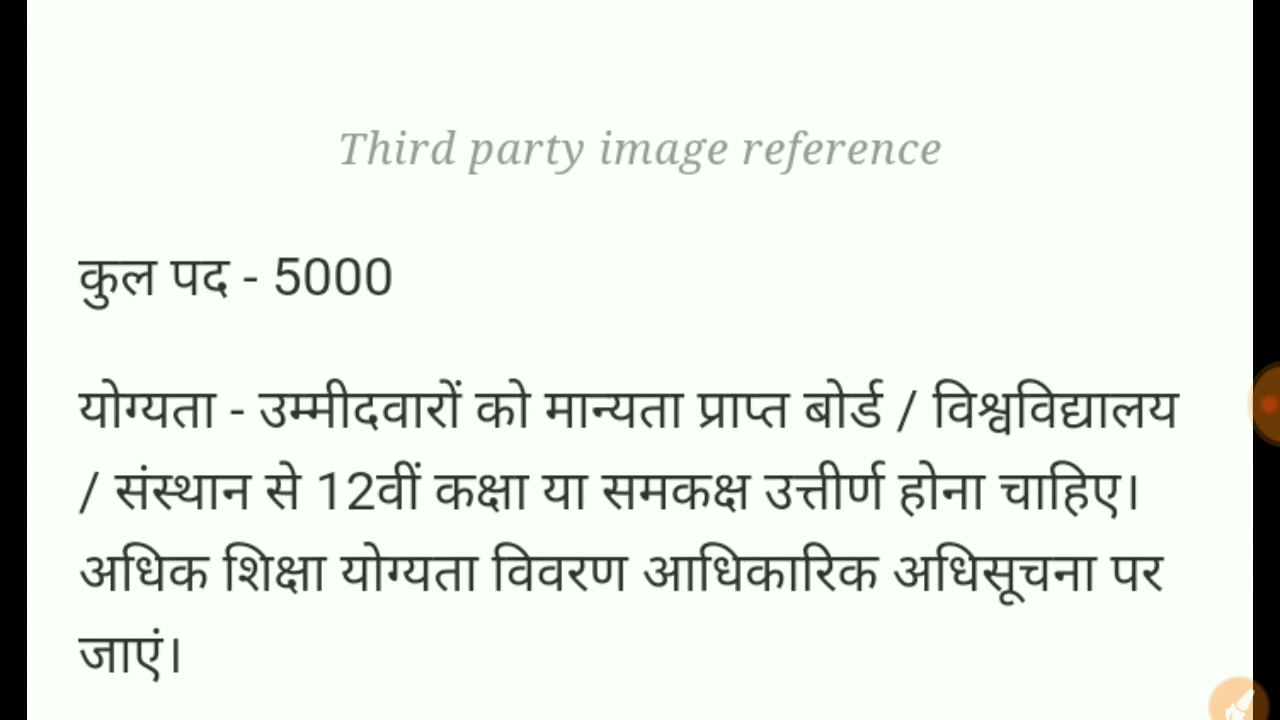 Third party image reference
कुल पद - 5000
योग्यता - उम्मीदवारों को मान्यता प्राप्त बोर्ड / विश्वविद्यालय
/ संस्थान से 12वीं कक्षा या समकक्ष उत्तीर्ण होना चाहिए।
अधिक शिक्षा योग्यता विवरण आधिकारिक अधिसूचना पर
जाएं।